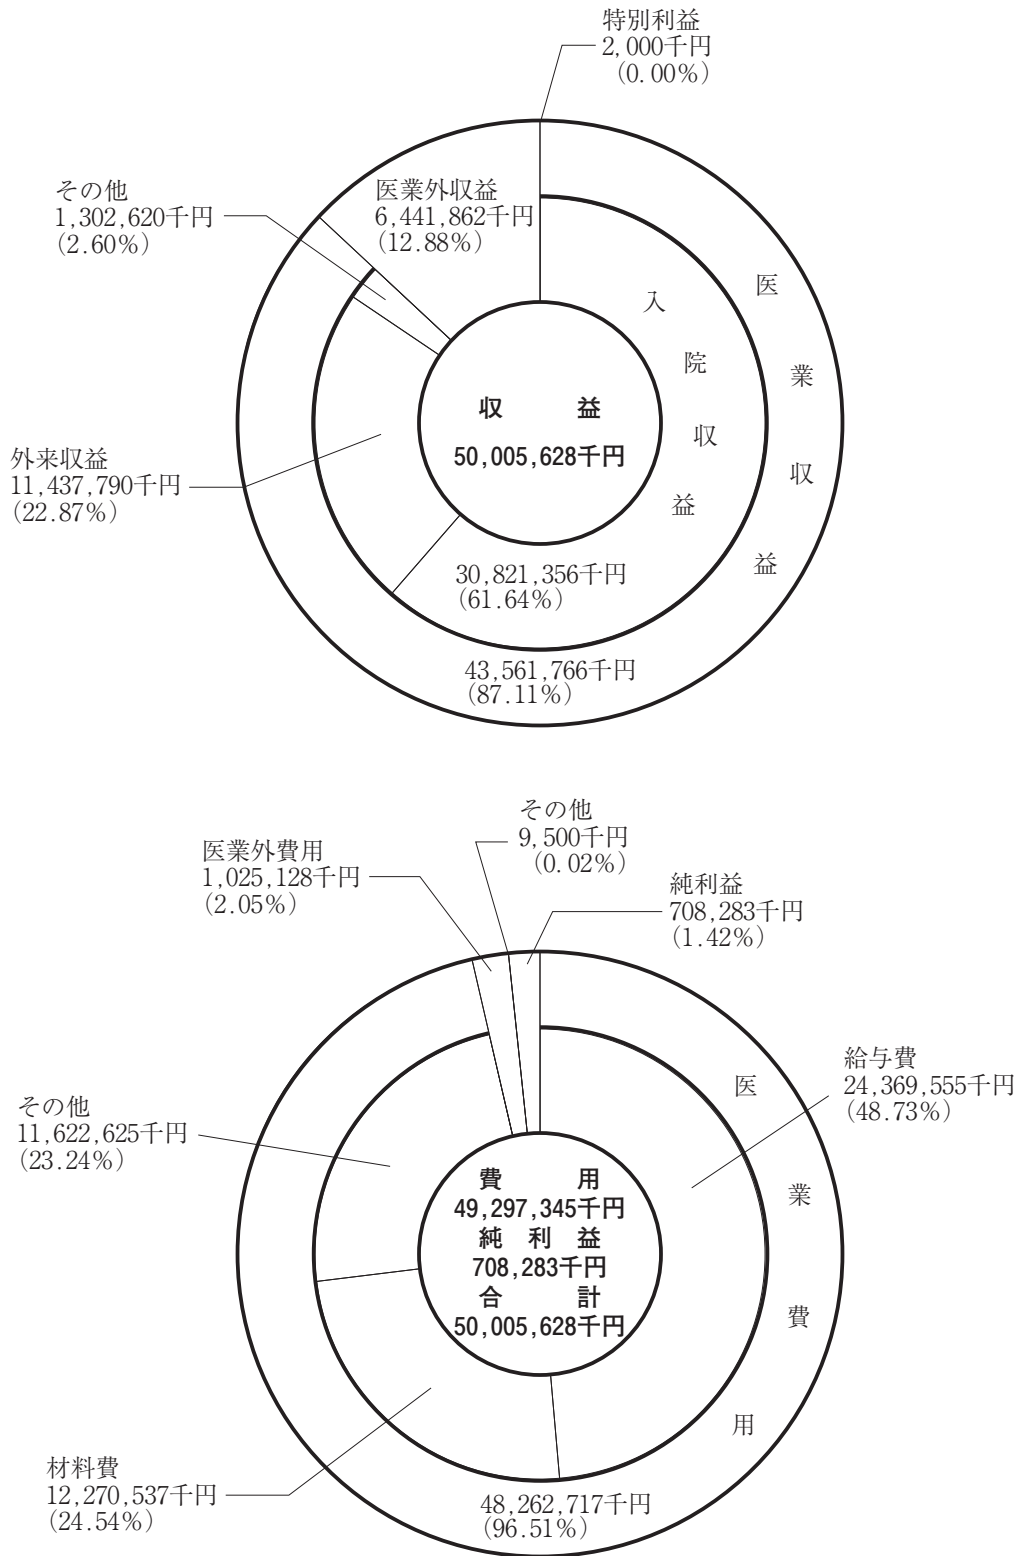 特別利益
2,000千円
(0.00%)
その他
1,302,620千円
(2.60%)
医業外収益
6,441,862千円
(12.88%)
外来収益
11,437,790千円
(22.87%)
収 益
50,005,628千円
入院収益
30,821,356千円
(61.64%)
医業収益
43,561,766千円
(87.11%)
その他
9,500千円
(0.02%)
医業外費用
1,025,128千円
(2.05%)
純利益
708,283千円
(1.42%)
給与費
24,369,555千円
(48.73%)
その他
11,622,625千円
(23.24%)
費 用
49,297,345千円
純 利 益
708,283千円
合 計
50,005,628千円
医業費用
48,262,717千円
(96.51%)
材料費
12,270,537千円
(24.54%)